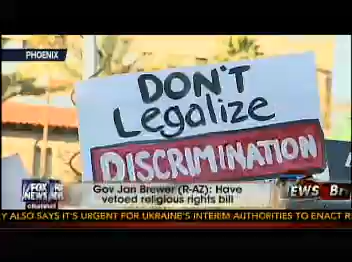 PHOENIX
DON'T
Legalize
DISCRIMINATION
FOX
NEWS
channel
Gov Jan Brewer (R-AZ): Have
vetoed religious rights bill
Y ALSO SAYS IT'S URGENT FOR UKRAINE'S INTERIM AUTHORITIES TO ENACT R